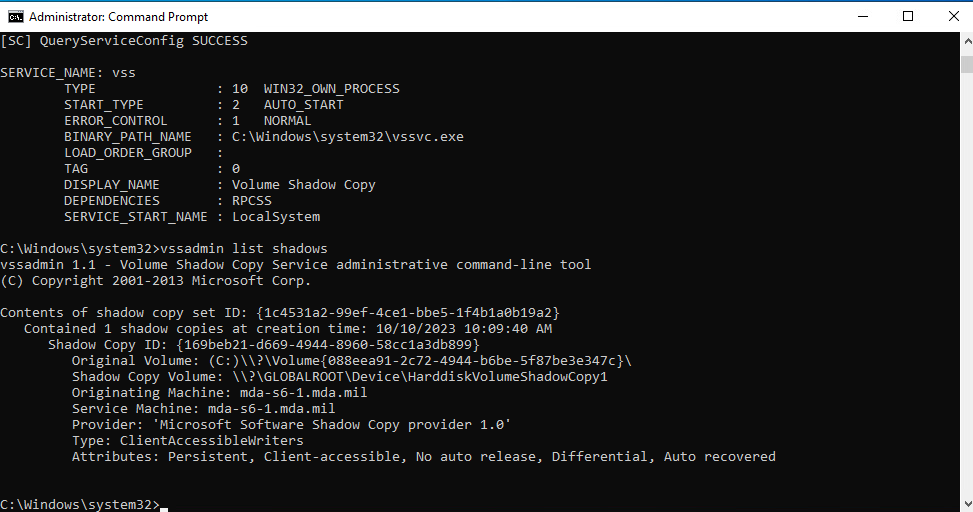 Administrator: Command Prompt
[SC] QueryServiceConfig SUCCESS
SERVICE_NAME: vss
TYPE : 10 WIN32_OWN_PROCESS
START_TYPE : 2 AUTO_START
ERROR_CONTROL : 1 NORMAL
BINARY_PATH_NAME : C:\Windows\system32\vssvc.exe
LOAD_ORDER_GROUP :
TAG : 0
DISPLAY_NAME : Volume Shadow Copy
DEPENDENCIES : RPCSS
SERVICE_START_NAME : LocalSystem
C:\Windows\system32>vssadmin list shadows
vssadmin 1.1 - Volume Shadow Copy Service administrative command-line tool
(C) Copyright 2001-2013 Microsoft Corp.
Contents of shadow copy set ID: {1c4531a2-99ef-4ce1-bbe5-1f4b1a0b19a2}
Contained 1 shadow copies at creation time: 10/10/2023 10:09:40 AM
Shadow Copy ID: {169beb21-d669-4944-8960-58cc1a3db899}
Original Volume: (C:)\\?\Volume{088eea91-2c72-4944-b6be-5f87be3e347c}\
Shadow Copy Volume: \\?\GLOBALROOT\Device\HarddiskVolumeShadowCopy1
Originating Machine: mda-s6-1.mda.mil
Service Machine: mda-s6-1.mda.mil
Provider: 'Microsoft Software Shadow Copy provider 1.0'
Type: ClientAccessibleWriters
Attributes: Persistent, Client-accessible, No auto release, Differential, Auto recovered
C:\Windows\system32>